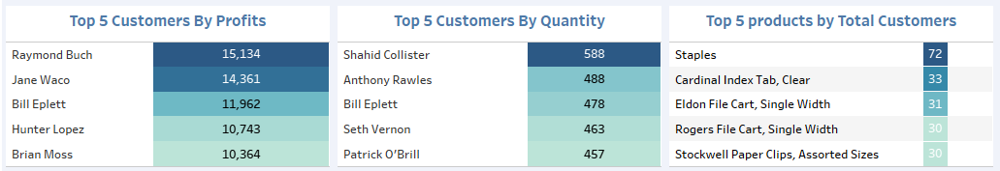 Top 5 Customers By Profits
Raymond Buch 15,134
Jane Waco 14,361
Bill Eplett 11,962
Hunter Lopez 10,743
Brian Moss 10,364
Top 5 Customers By Quantity
Shahid Collister 588
Anthony Rawles 488
Bill Eplett 478
Seth Vernon 463
Patrick O'Brill 457
Top 5 products by Total Customers
Staples 72
Cardinal Index Tab, Clear 33
Eldon File Cart, Single Width 31
Rogers File Cart, Single Width 30
Stockwell Paper Clips, Assorted Sizes 30